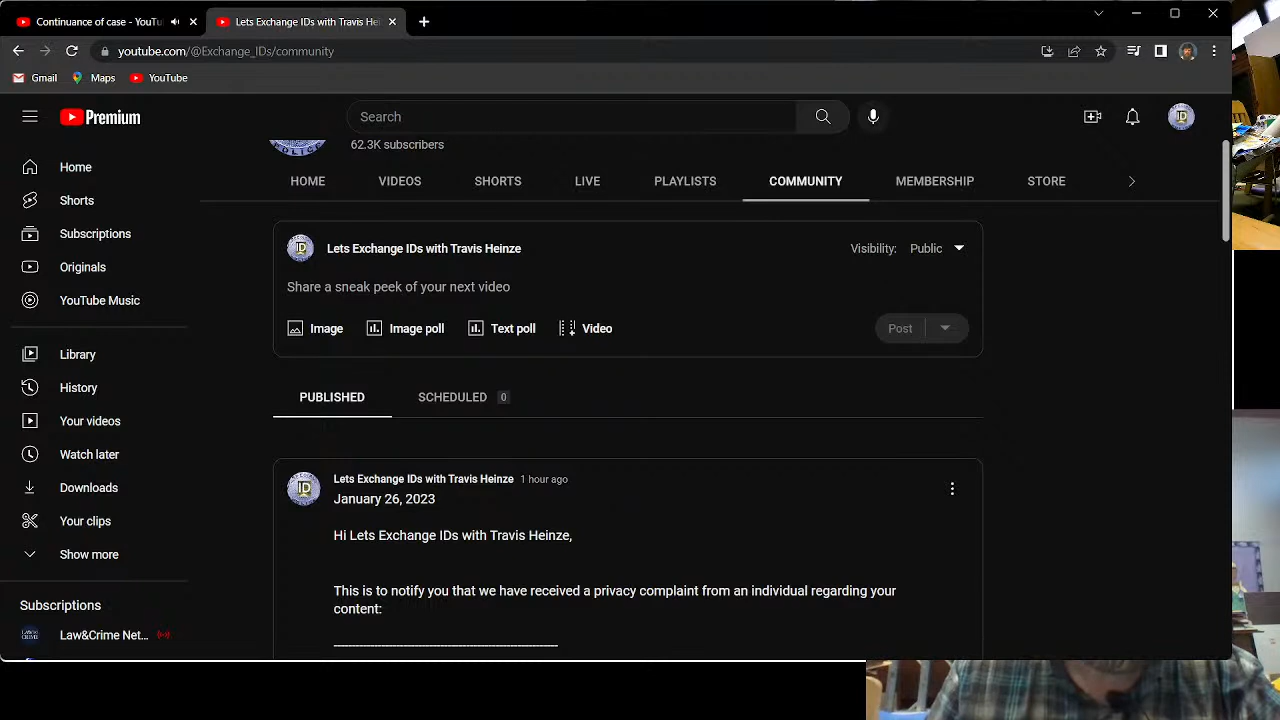 Continuance of case - YouTu
Lets Exchange IDs with Travis Hei
youtube.com/@Exchange_IDs/community
Gmail
Maps
YouTube
Premium
Search
Home
Shorts
Subscriptions
Originals
YouTube Music
Library
History
Your videos
Watch later
Downloads
Your clips
Show more
Subscriptions
Law&Crime Net...
POLICE
62.3K subscribers
HOME
VIDEOS
SHORTS
LIVE
PLAYLISTS
COMMUNITY
MEMBERSHIP
STORE
Lets Exchange IDs with Travis Heinze
Visibility: Public
Share a sneak peek of your next video
Image
Image poll
Text poll
Video
Post
PUBLISHED
SCHEDULED 0
Lets Exchange IDs with Travis Heinze 1 hour ago
January 26, 2023
Hi Lets Exchange IDs with Travis Heinze,
This is to notify you that we have received a privacy complaint from an individual regarding your
content: